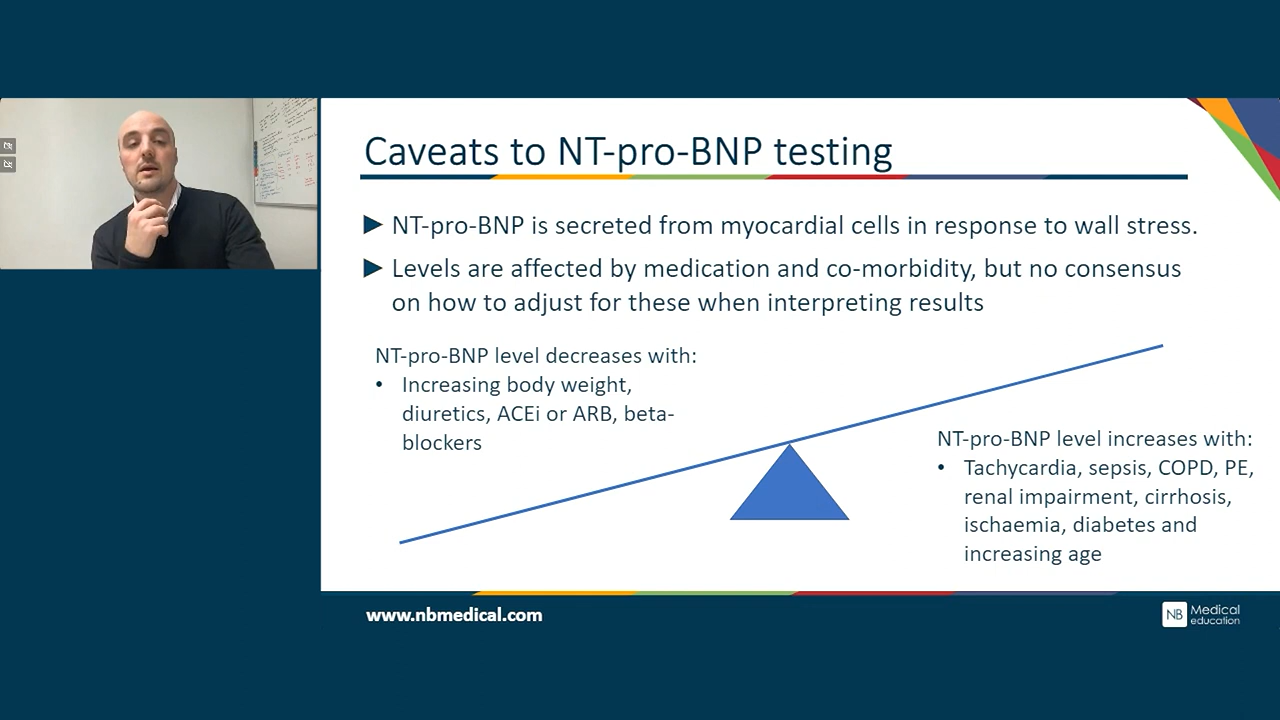 Caveats to NT-pro-BNP testing
► NT-pro-BNP is secreted from myocardial cells in response to wall stress.
► Levels are affected by medication and co-morbidity, but no consensus
on how to adjust for these when interpreting results
NT-pro-BNP level decreases with:
• Increasing body weight,
diuretics, ACEi or ARB, beta-
blockers
NT-pro-BNP level increases with:
• Tachycardia, sepsis, COPD, PE,
renal impairment, cirrhosis,
ischaemia, diabetes and
increasing age
www.nbmedical.com
NB Medical
education